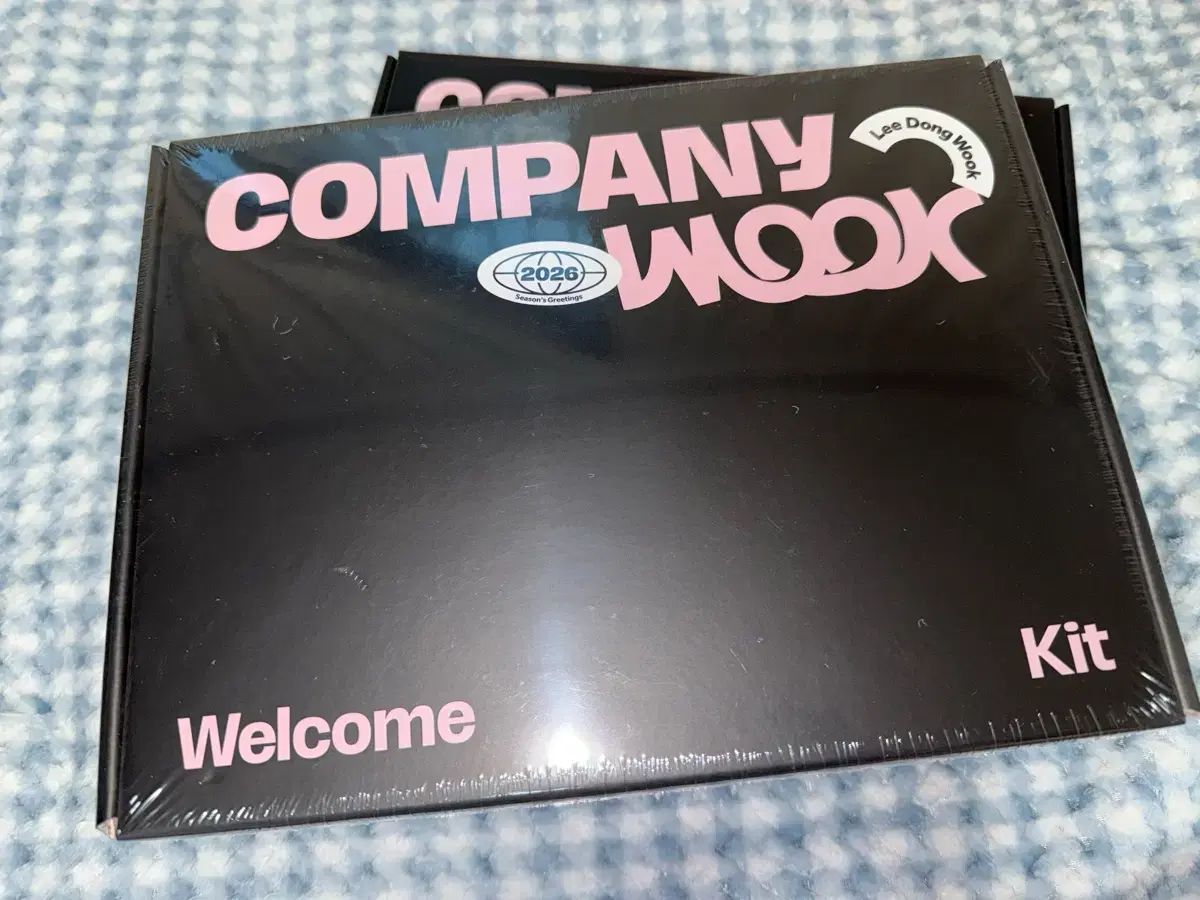 COMPANY
Lee Dong Wook
WOOK
2026
Season's Greetings
Kit
Welcome